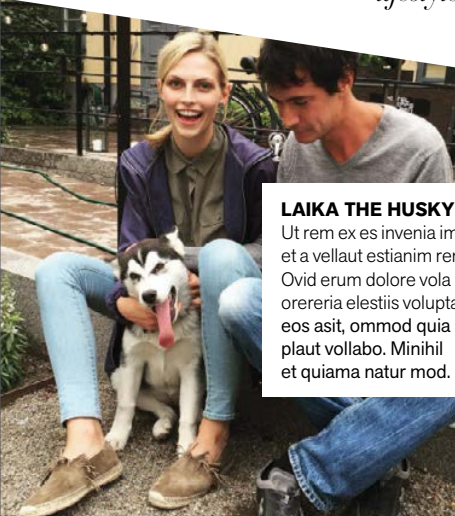 LAIKA THE HUSKY
Ut rem ex es invenia
et a vellaut estianim
Ovid erum dolore vola
orereria elestiis
eos asit, ommod quia
plaut vollabo. Minihil
et quiama natur mod.